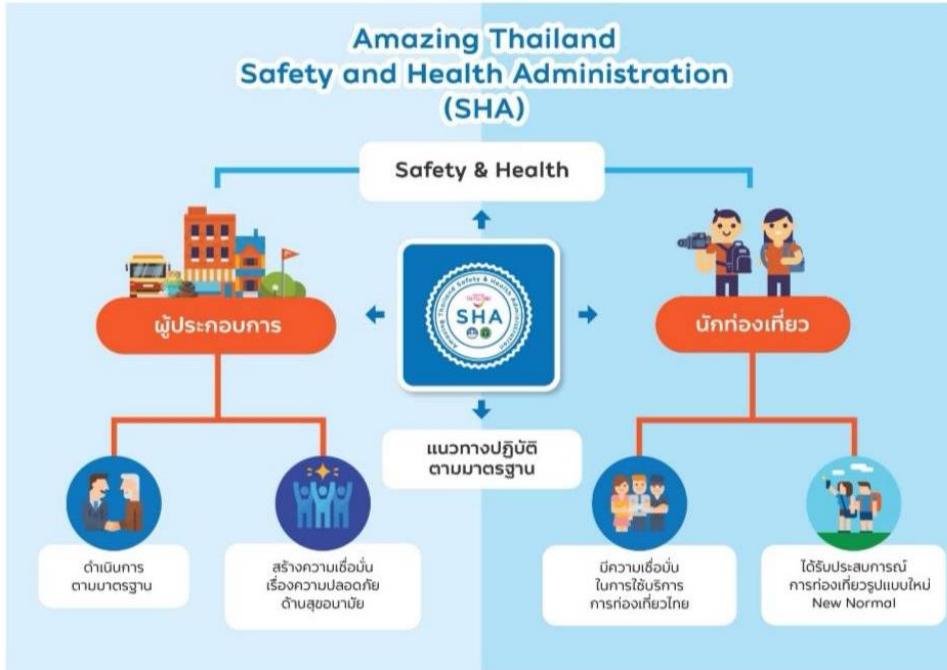 Amazing Thailand
Safety and Health Administration
(SHA)
Safety & Health
ผู้ประกอบการ
Amazing Thailand Safety & Health Administration
SHA
นักท่องเที่ยว
แนวทางปฏิบัติ
ตามมาตรฐาน
ดำเนินการ
ตามมาตรฐาน
สร้างความเชื่อมั่น
เรื่องความปลอดภัย
ด้านสุขอนามัย
มีความเชื่อมั่น
ในการใช้บริการ
การท่องเที่ยวไทย
ได้รับประสบการณ์
การท่องเที่ยวรูปแบบใหม่
New Normal